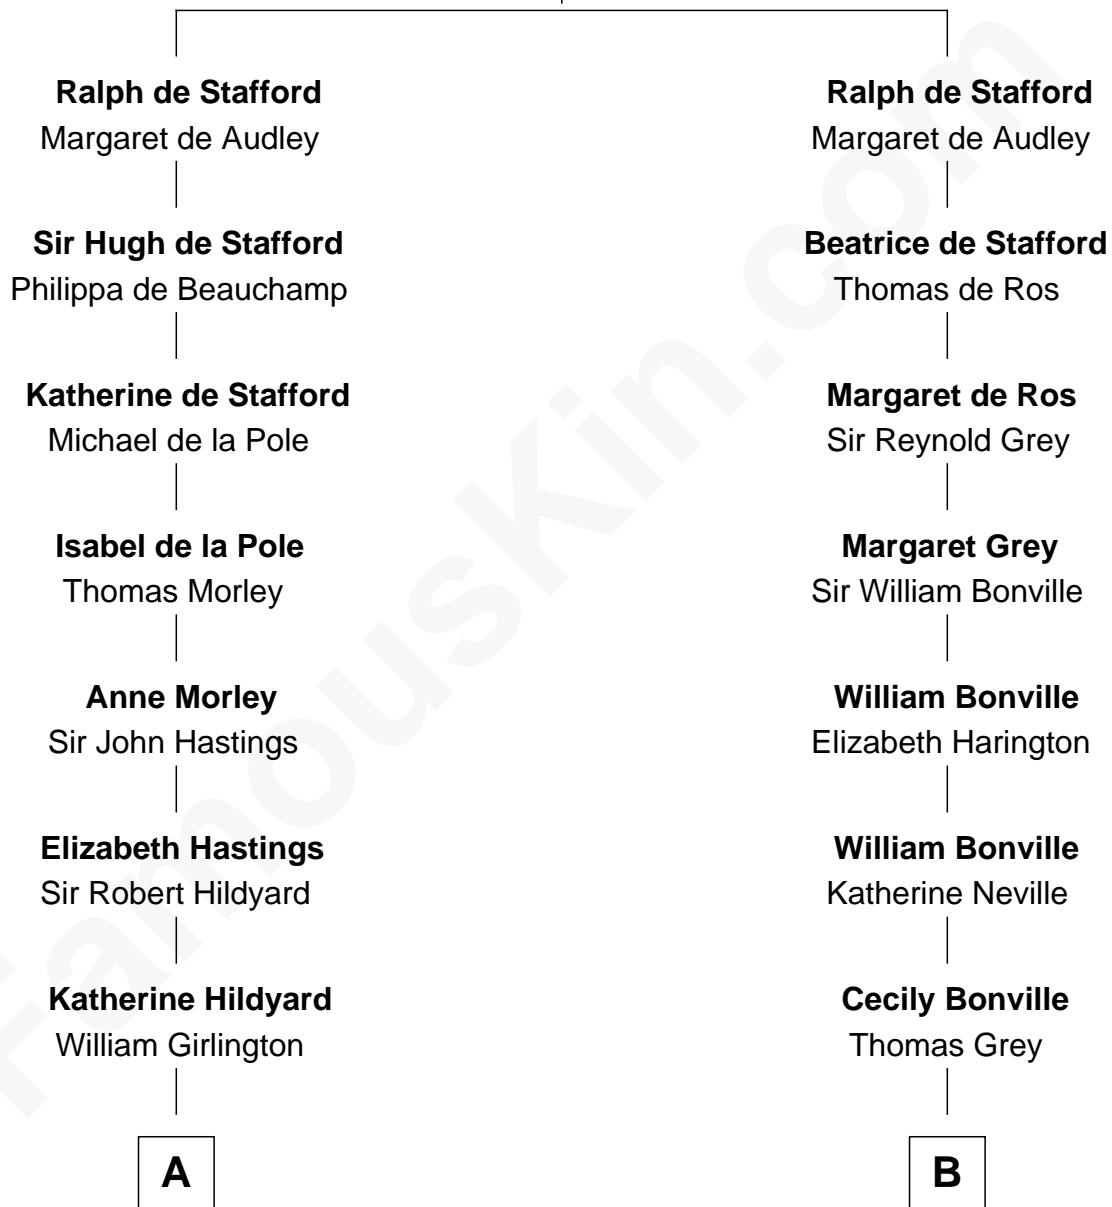 Ralph de Stafford
Margaret de Audley
Sir Hugh de Stafford
Philippa de Beauchamp
Katherine de Stafford
Michael de la Pole
Isabel de la Pole
Thomas Morley
Anne Morley
Sir John Hastings
Elizabeth Hastings
Sir Robert Hildyard
Katherine Hildyard
William Girlington
A
Ralph de Stafford
Margaret de Audley
Beatrice de Stafford
Thomas de Ros
Margaret de Ros
Sir Reynold Grey
Margaret Grey
Sir William Bonville
William Bonville
Elizabeth Harington
William Bonville
Katherine Neville
Cecily Bonville
Thomas Grey
B
FamousKin.com